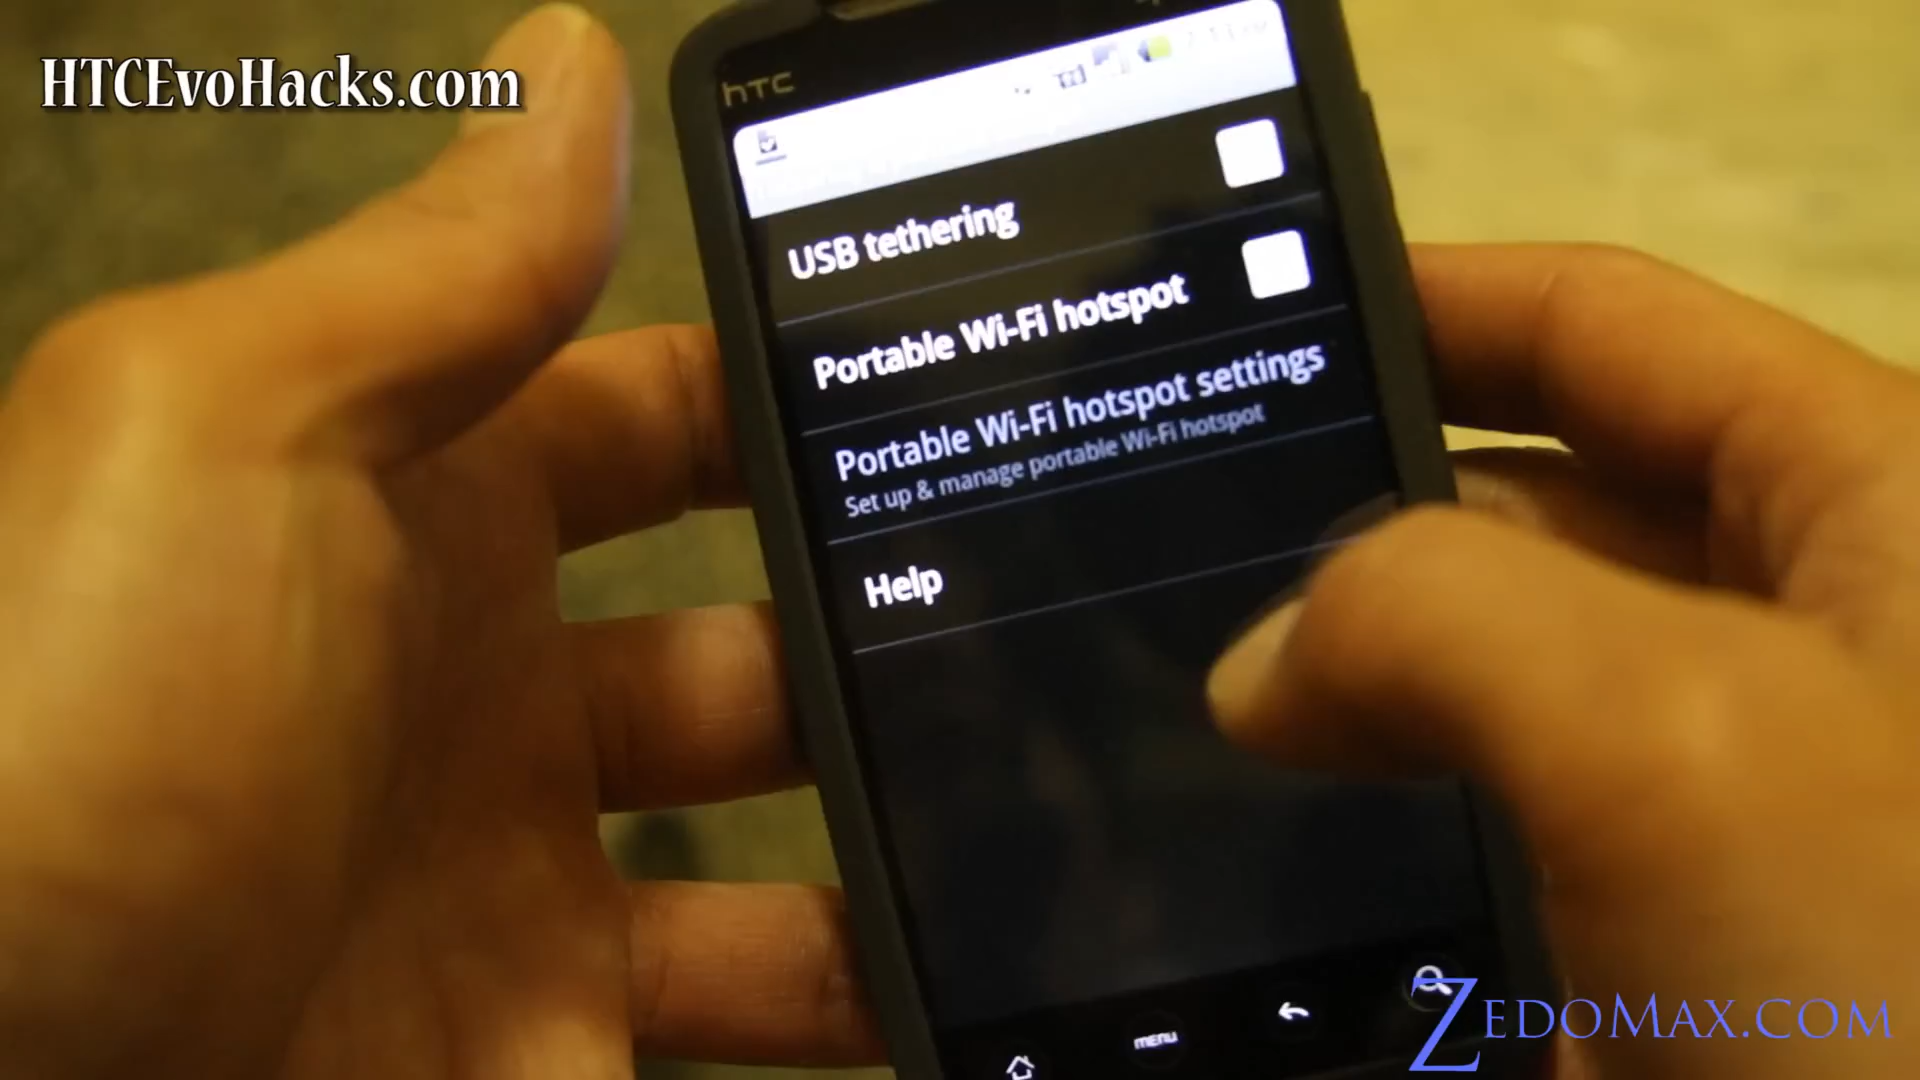 HTCEvoHacks.com
hTC
USB tethering
Portable Wi-Fi hotspot
Portable Wi-Fi hotspot settings
Set up & manage portable Wi-Fi hotspot
Help
menu
ZEDOMAX.COM